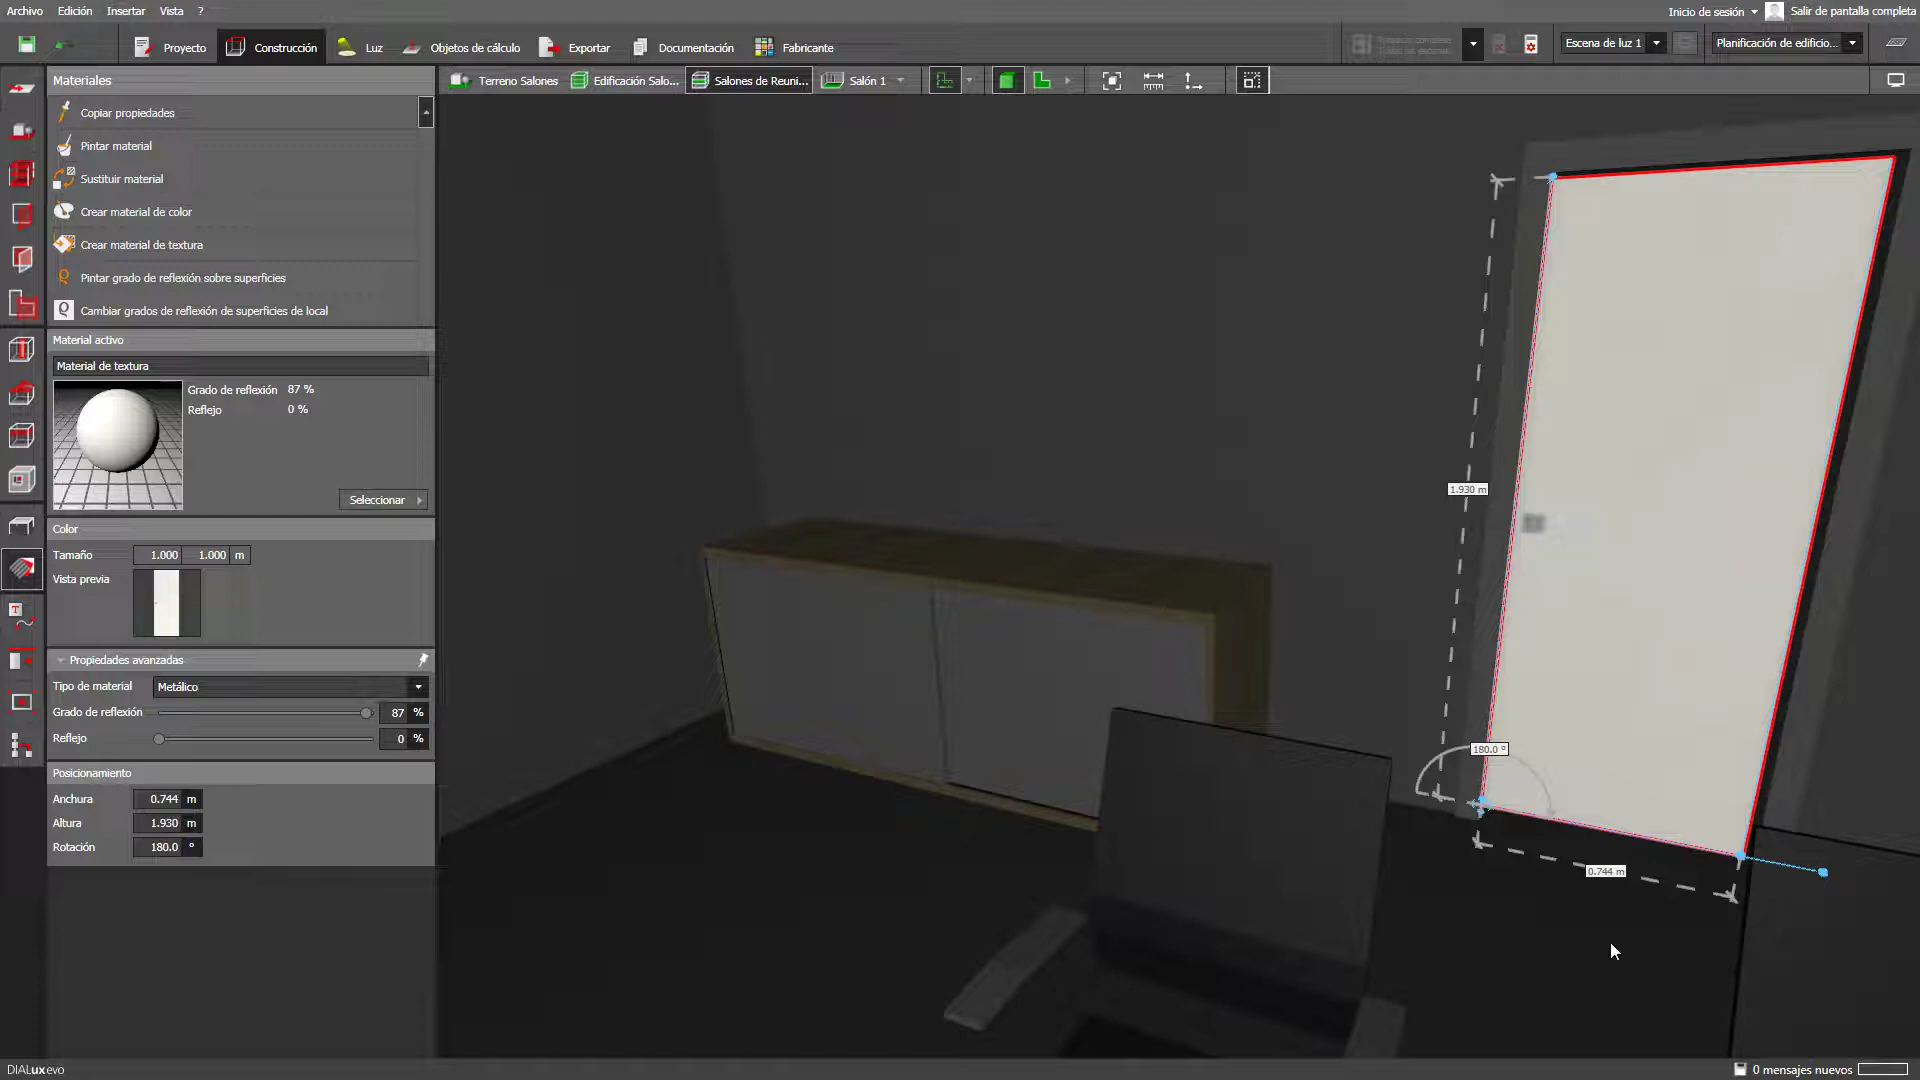 Archivo Edición Insertar Vista ?
Inicio de sesión Salir de pantalla completa
Proyecto Construcción Luz Objetos de cálculo Exportar Documentación Fabricante
Escena de luz 1 Planificación de edificio...
Materiales
Terreno Salones Edificación Salo... Salones de Reuni... Salón 1
Copiar propiedades
Pintar material
Sustituir material
Crear material de color
Crear material de textura
Pintar grado de reflexión sobre superficies
Cambiar grados de reflexión de superficies de local
Material activo
Material de textura
Grado de reflexión 87 %
Reflejo 0 %
Seleccionar
Color
Tamaño 1.000 1.000 m
Vista previa
Propiedades avanzadas
Tipo de material Metálico
Grado de reflexión 87 %
Reflejo 0 %
Posicionamiento
Anchura 0.744 m
Altura 1.930 m
Rotación 180.0 °
1.930 m
180.0 °
0.744 m
DIALux evo
0 mensajes nuevos